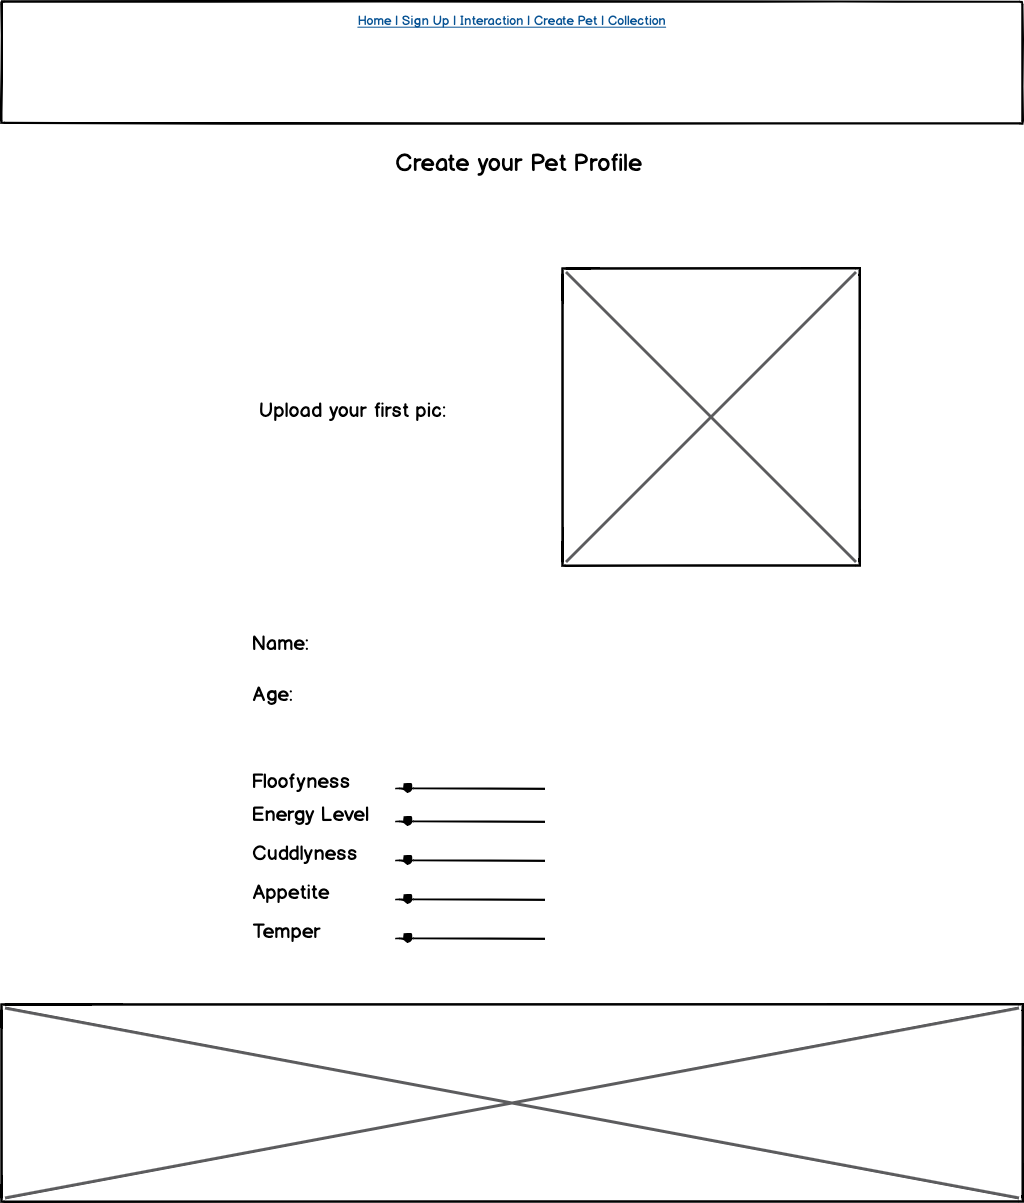 Home | Sign Up | Interaction | Create Pet | Collection
Create your Pet Profile
Upload your first pic:
Name:
Age:
Floofyness
Energy Level
Cuddlyness
Appetite
Temper